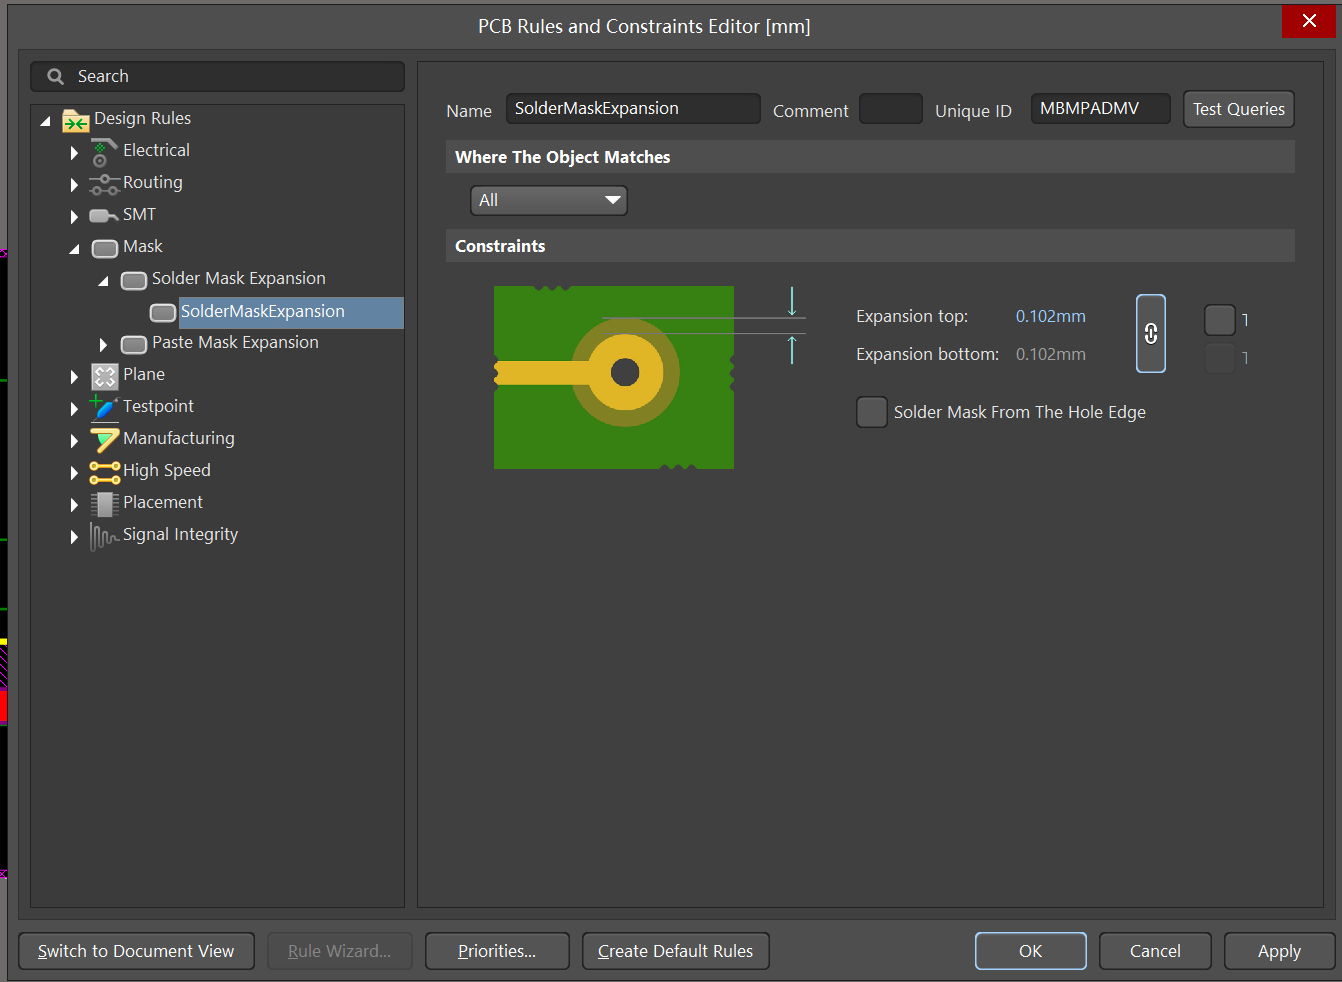 PCB Rules and Constraints Editor [mm]
Search
Design Rules
Electrical
Routing
SMT
Mask
Solder Mask Expansion
SolderMaskExpansion
Paste Mask Expansion
Plane
Testpoint
Manufacturing
High Speed
Placement
Signal Integrity
Name SolderMaskExpansion Comment Unique ID MBMPADMV Test Queries
Where The Object Matches
All
Constraints
Expansion top: 0.102mm
Expansion bottom: 0.102mm
Solder Mask From The Hole Edge
Switch to Document View Rule Wizard... Priorities... Create Default Rules OK Cancel Apply